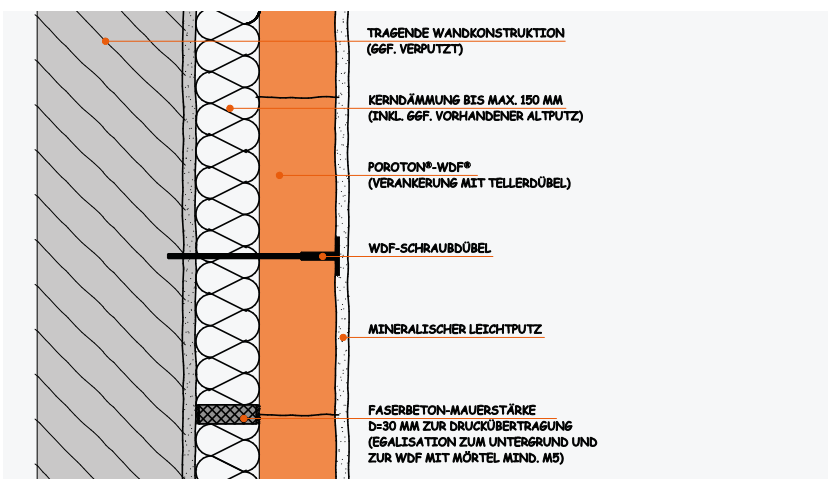 TRAGENDE WANDKONSTRUKTION
(GGF. VERPUTZT)
KERNDÄMMUNG BIS MAX. 150 MM
(INKL. GGF. VORHANDENER ALTPUTZ)
POROTON®-WDF®
(VERANKERUNG MIT TELLERDÜBEL)
WDF-SCHRAUBDÜBEL
MINERALISCHER LEICHTPUTZ
FASERBETON-MAUERSTÄRKE
D=30 MM ZUR DRUCKÜBERTRAGUNG
(EGALISATION ZUM UNTERGRUND UND
ZUR WDF MIT MÖRTEL MIND. M5)